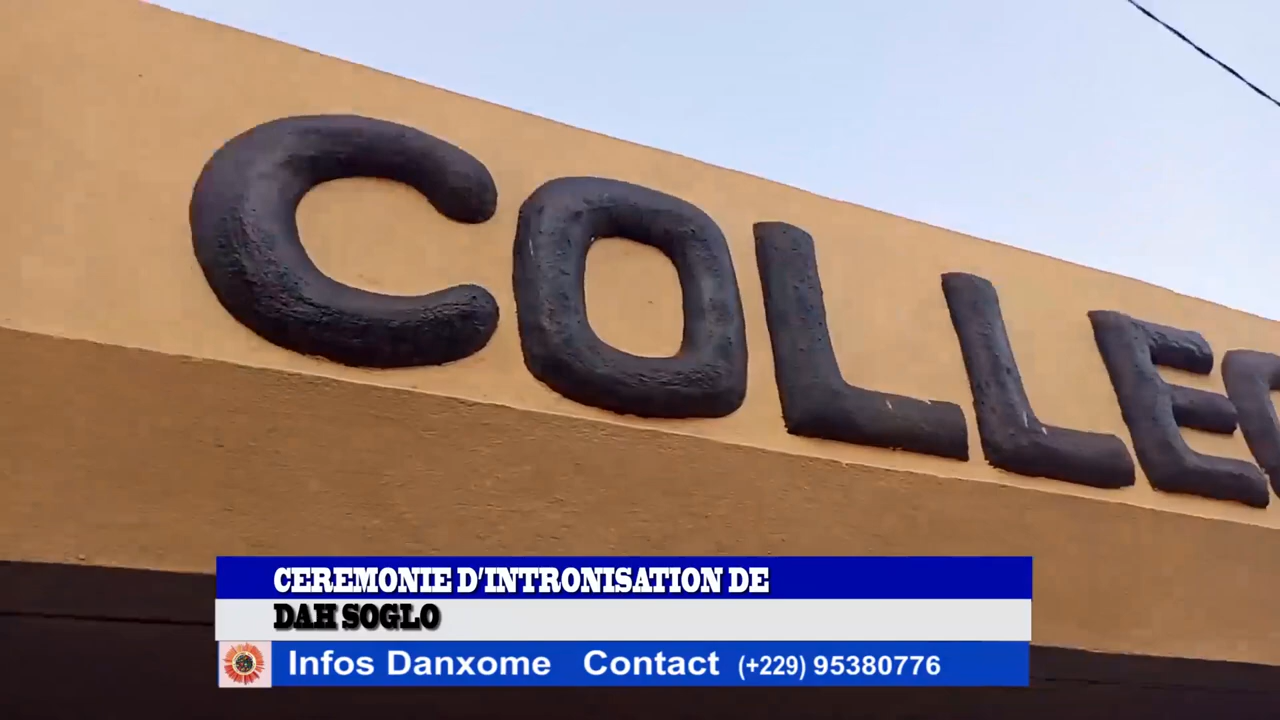 COLLE
CEREMONIE D'INTRONISATION DE
DAH SOGLO
Infos Danxome Contact (+229) 95380776